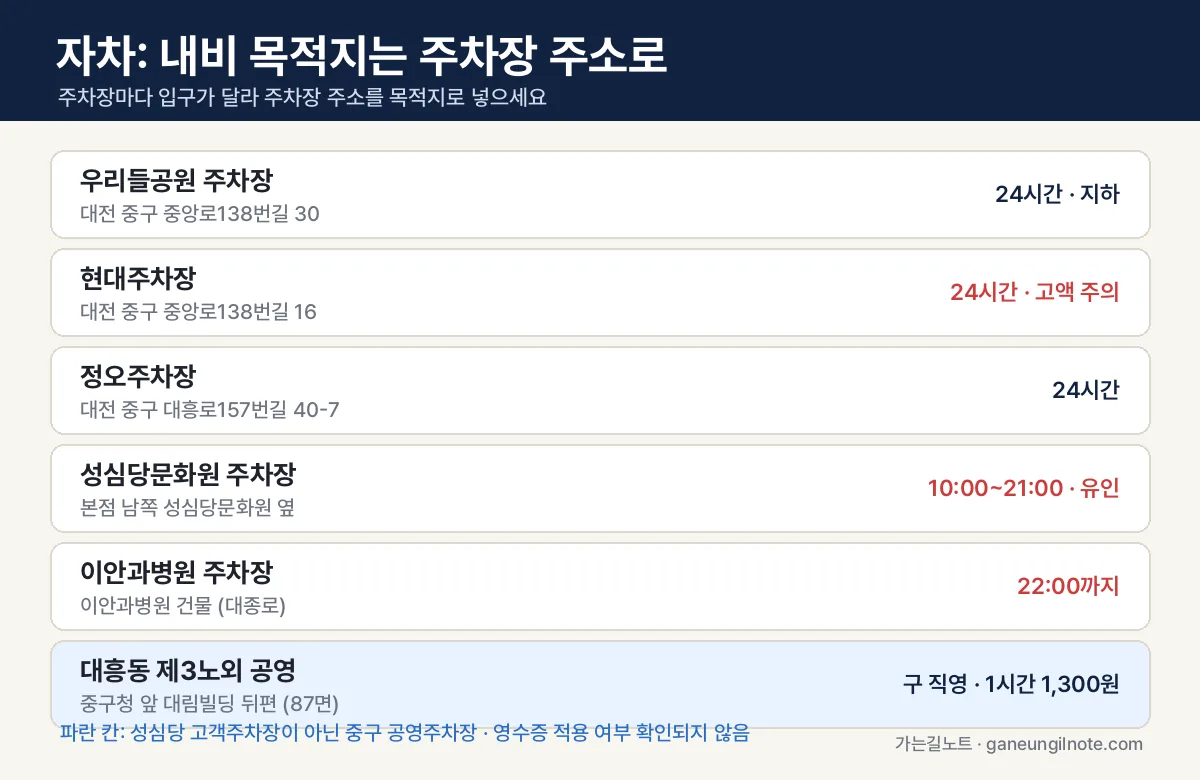 자차: 내비 목적지는 주차장 주소로
주차장마다 입구가 달라 주차장 주소를 목적지로 넣으세요
우리들공원 주차장
대전 중구 중앙로138번길 30
24시간 · 지하
현대주차장
대전 중구 중앙로138번길 16
24시간 · 고액 주의
정오주차장
대전 중구 대흥로157번길 40-7
24시간
성심당문화원 주차장
본점 남쪽 성심당문화원 옆
10:00~21:00 · 유인
이안과병원 주차장
이안과병원 건물 (대종로)
22:00까지
대흥동 제3노외 공영
중구청 앞 대림빌딩 뒤편 (87면)
구 직영 · 1시간 1,300원
파란 칸: 성심당 고객주차장이 아닌 중구 공영주차장 · 영수증 적용 여부 확인되지 않음
가는길노트 · ganeungilnote.com